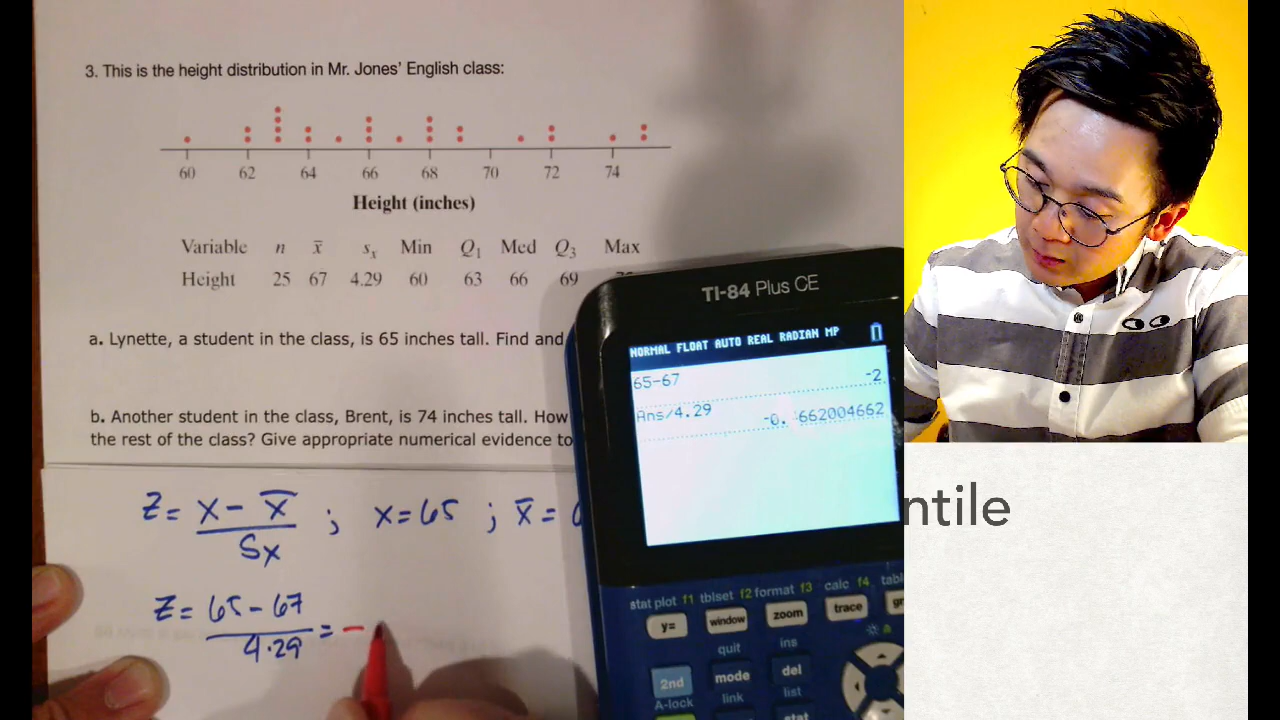 3. This is the height distribution in Mr. Jones' English class:
60 62 64 66 68 70 72 74
Height (inches)
Variable n x̄ sₓ Min Q₁ Med Q₃ Max
Height 25 67 4.29 60 63 66 69
a. Lynette, a student in the class, is 65 inches tall. Find and
b. Another student in the class, Brent, is 74 inches tall. How
the rest of the class? Give appropriate numerical evidence to
Z = x - x̄ / Sx ; x = 65 ; x̄ =
Z = 65 - 67 / 4.29 = -
TI-84 Plus CE
NORMAL FLOAT AUTO REAL RADIAN MP
65-67 -2
Ans/4.29 -0. 662004662
stat plot f1 tblset f2 format f3 calc f4
y= window zoom trace
quit ins
2nd mode del
A-lock link list
stat
ntile